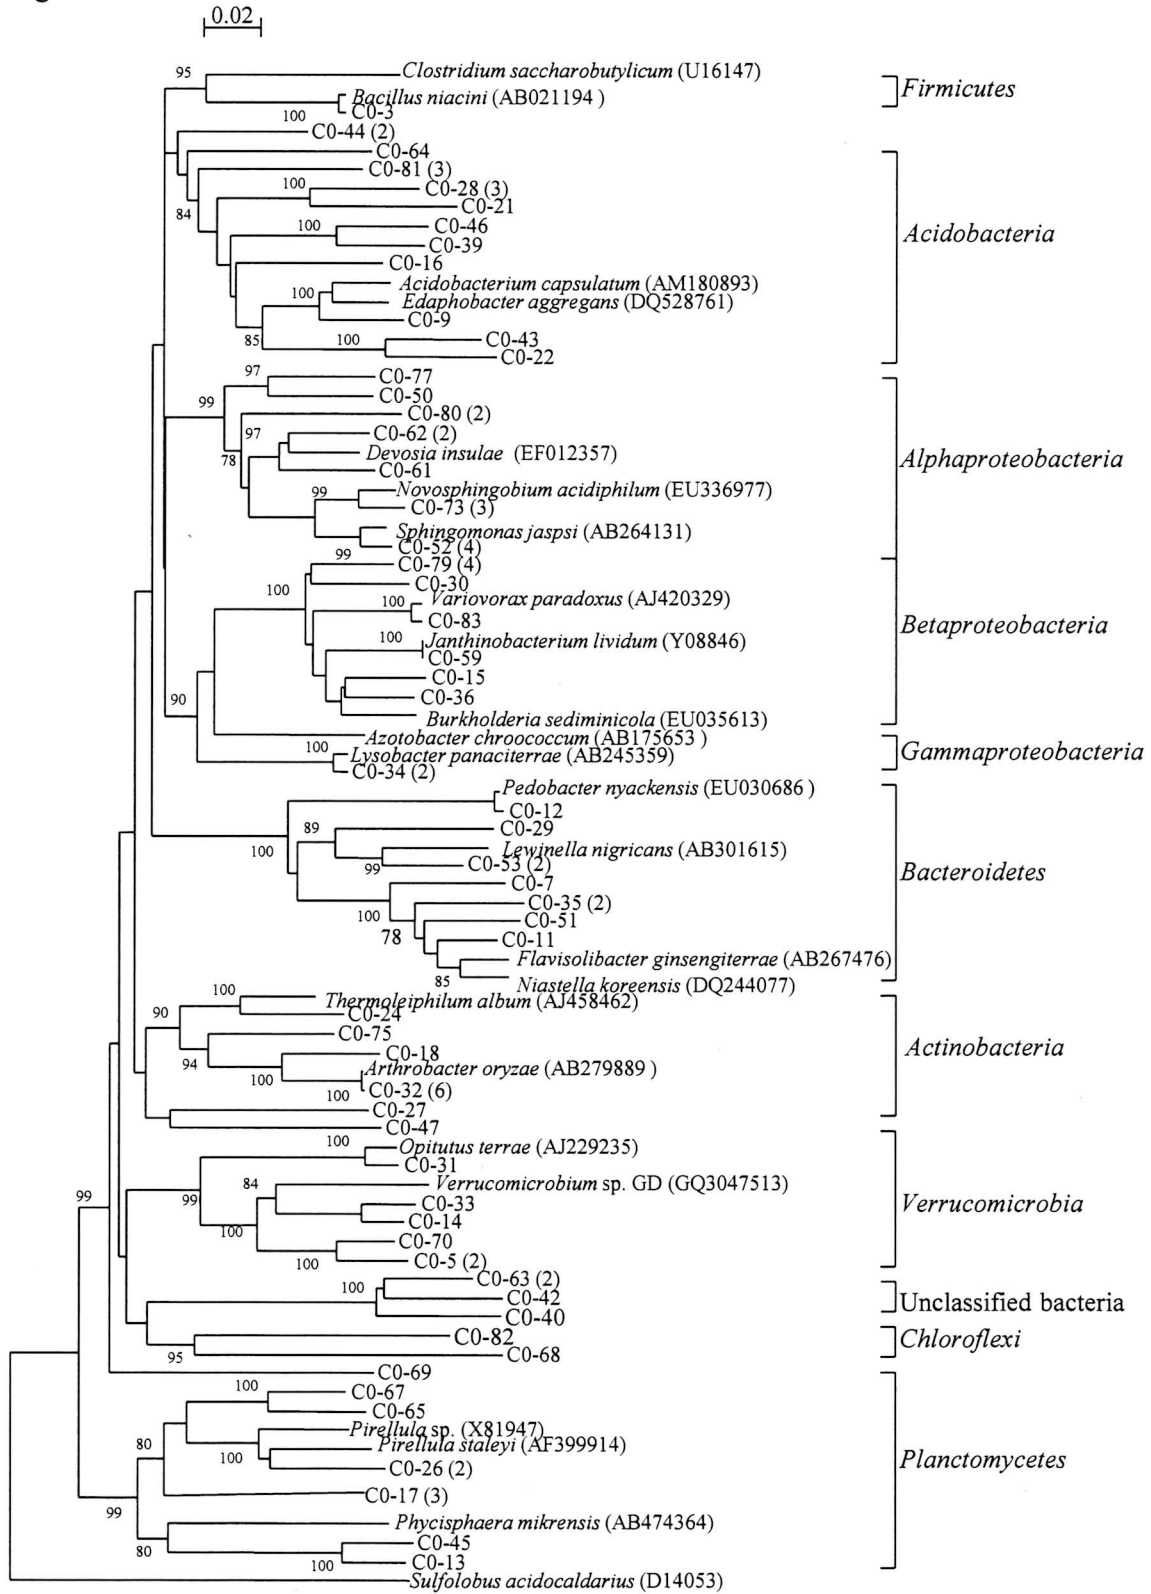 0.02
95
Clostridium saccharobutylicum (U16147)
Firmicutes
Bacillus niacini (AB021194 )
100
C0-3
C0-44 (2)
C0-64
C0-81 (3)
100
C0-28 (3)
84
C0-21
100
C0-46
Acidobacteria
C0-39
C0-16
Acidobacterium capsulatum (AM180893)
100
Edaphobacter aggregans (DQ528761)
C0-9
85
100
C0-43
C0-22
97
C0-77
99
C0-50
C0-80 (2)
97
C0-62 (2)
78
Devosia insulae (EF012357)
Alphaproteobacteria
C0-61
99
Novosphingobium acidiphilum (EU336977)
C0-73 (3)
Sphingomonas jaspsi (AB264131)
C0-52 (4)
99
C0-79 (4)
100
C0-30
100
Variovorax paradoxus (AJ420329)
C0-83
Betaproteobacteria
100
Janthinobacterium lividum (Y08846)
C0-59
C0-15
90
C0-36
Burkholderia sediminicola (EU035613)
Azotobacter chroococcum (AB175653 )
100
Lysobacter panaciterrae (AB245359)
Gammaproteobacteria
C0-34 (2)
Pedobacter nyackensis (EU030686 )
C0-12
89
C0-29
100
Lewinella nigricans (AB301615)
99
C0-53 (2)
Bacteroidetes
C0-7
C0-35 (2)
100
C0-51
78
C0-11
Flavisolibacter ginsengiterrae (AB267476)
85
Niastella koreensis (DQ244077)
100
Thermoleiphilum album (AJ458462)
90
C0-24
C0-75
Actinobacteria
94
C0-18
100
Arthrobacter oryzae (AB279889 )
100
C0-32 (6)
C0-27
C0-47
100
Opitutus terrae (AJ229235)
C0-31
84
Verrucomicrobium sp. GD (GQ3047513)
99
99
C0-33
Verrucomicrobia
C0-14
100
C0-70
100
C0-5 (2)
C0-63 (2)
100
C0-42
Unclassified bacteria
C0-40
C0-82
Chloroflexi
95
C0-68
C0-69
100
C0-67
C0-65
Pirellula sp. (X81947)
80
Pirellula staleyi (AF399914)
100
Planctomycetes
C0-26 (2)
C0-17 (3)
99
Phycisphaera mikrensis (AB474364)
80
C0-45
100
C0-13
Sulfolobus acidocaldarius (D14053)